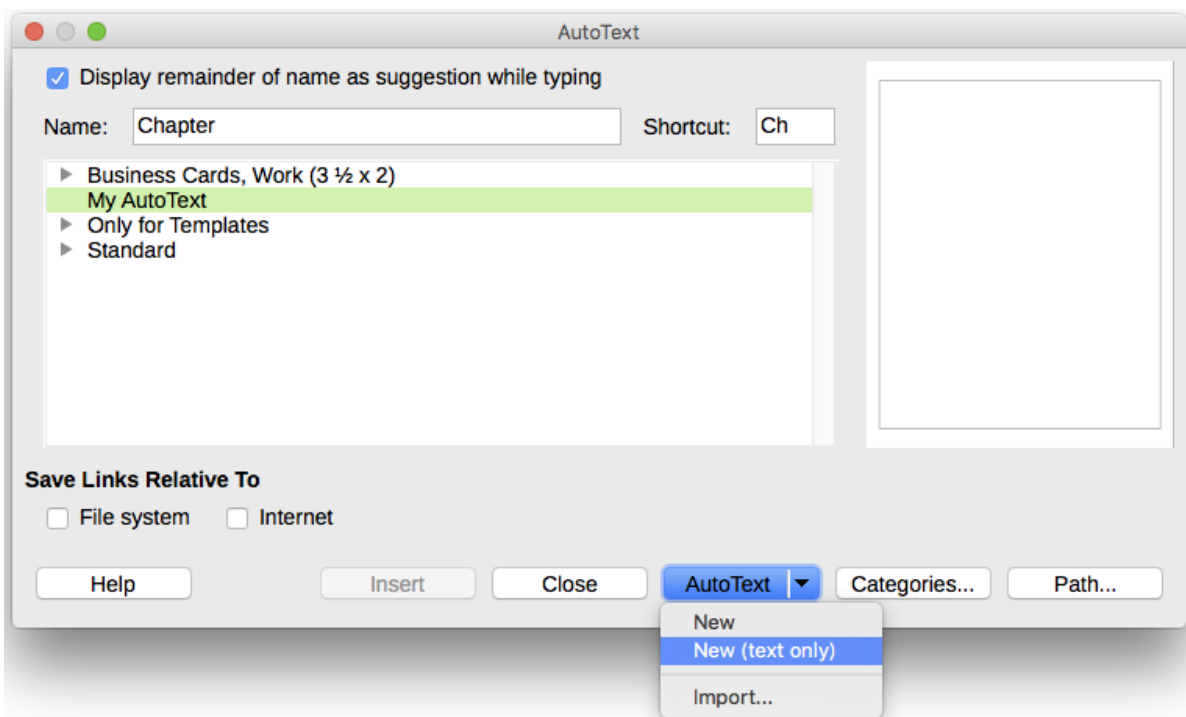 AutoText
Display remainder of name as suggestion while typing
Name: Chapter Shortcut: Ch
Business Cards, Work (3 ½ x 2)
My AutoText
Only for Templates
Standard
Save Links Relative To
File system Internet
Help Insert Close AutoText Categories... Path...
New
New (text only)
Import...